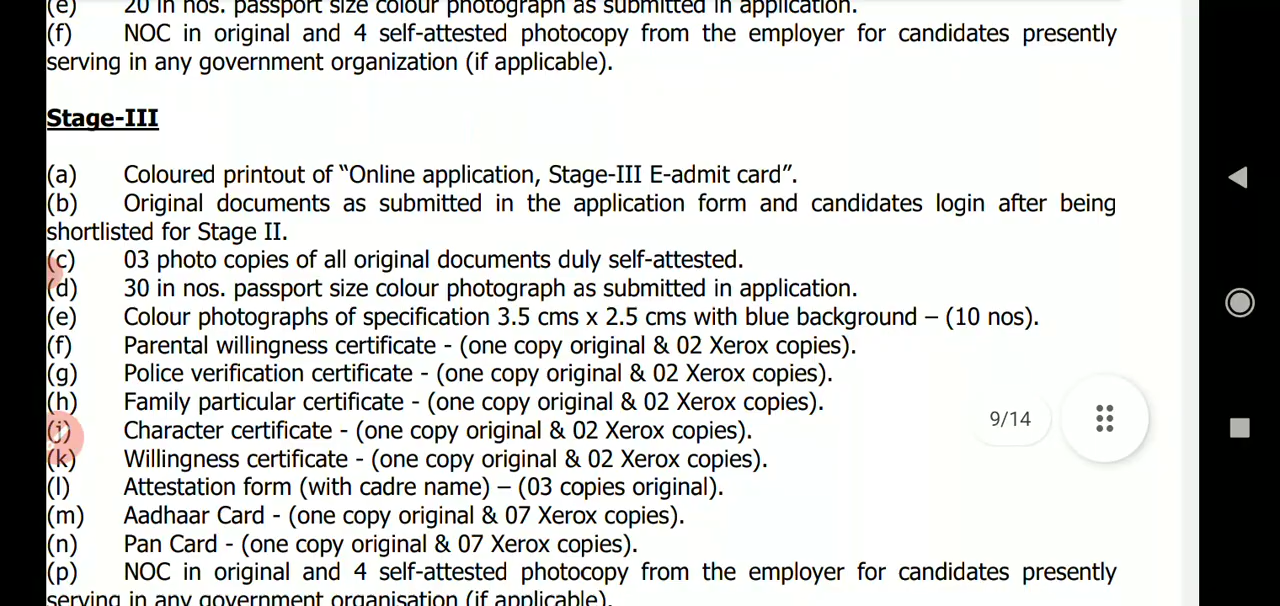 (e) 20 in nos. passport size colour photograph as submitted in application.
(f) NOC in original and 4 self-attested photocopy from the employer for candidates presently
serving in any government organization (if applicable).
Stage-III
(a) Coloured printout of “Online application, Stage-III E-admit card”.
(b) Original documents as submitted in the application form and candidates login after being
shortlisted for Stage II.
(c) 03 photo copies of all original documents duly self-attested.
(d) 30 in nos. passport size colour photograph as submitted in application.
(e) Colour photographs of specification 3.5 cms x 2.5 cms with blue background – (10 nos).
(f) Parental willingness certificate - (one copy original & 02 Xerox copies).
(g) Police verification certificate - (one copy original & 02 Xerox copies).
(h) Family particular certificate - (one copy original & 02 Xerox copies).
(j) Character certificate - (one copy original & 02 Xerox copies).
(k) Willingness certificate - (one copy original & 02 Xerox copies).
(l) Attestation form (with cadre name) – (03 copies original).
(m) Aadhaar Card - (one copy original & 07 Xerox copies).
(n) Pan Card - (one copy original & 07 Xerox copies).
(p) NOC in original and 4 self-attested photocopy from the employer for candidates presently
serving in any government organisation (if applicable).
9/14